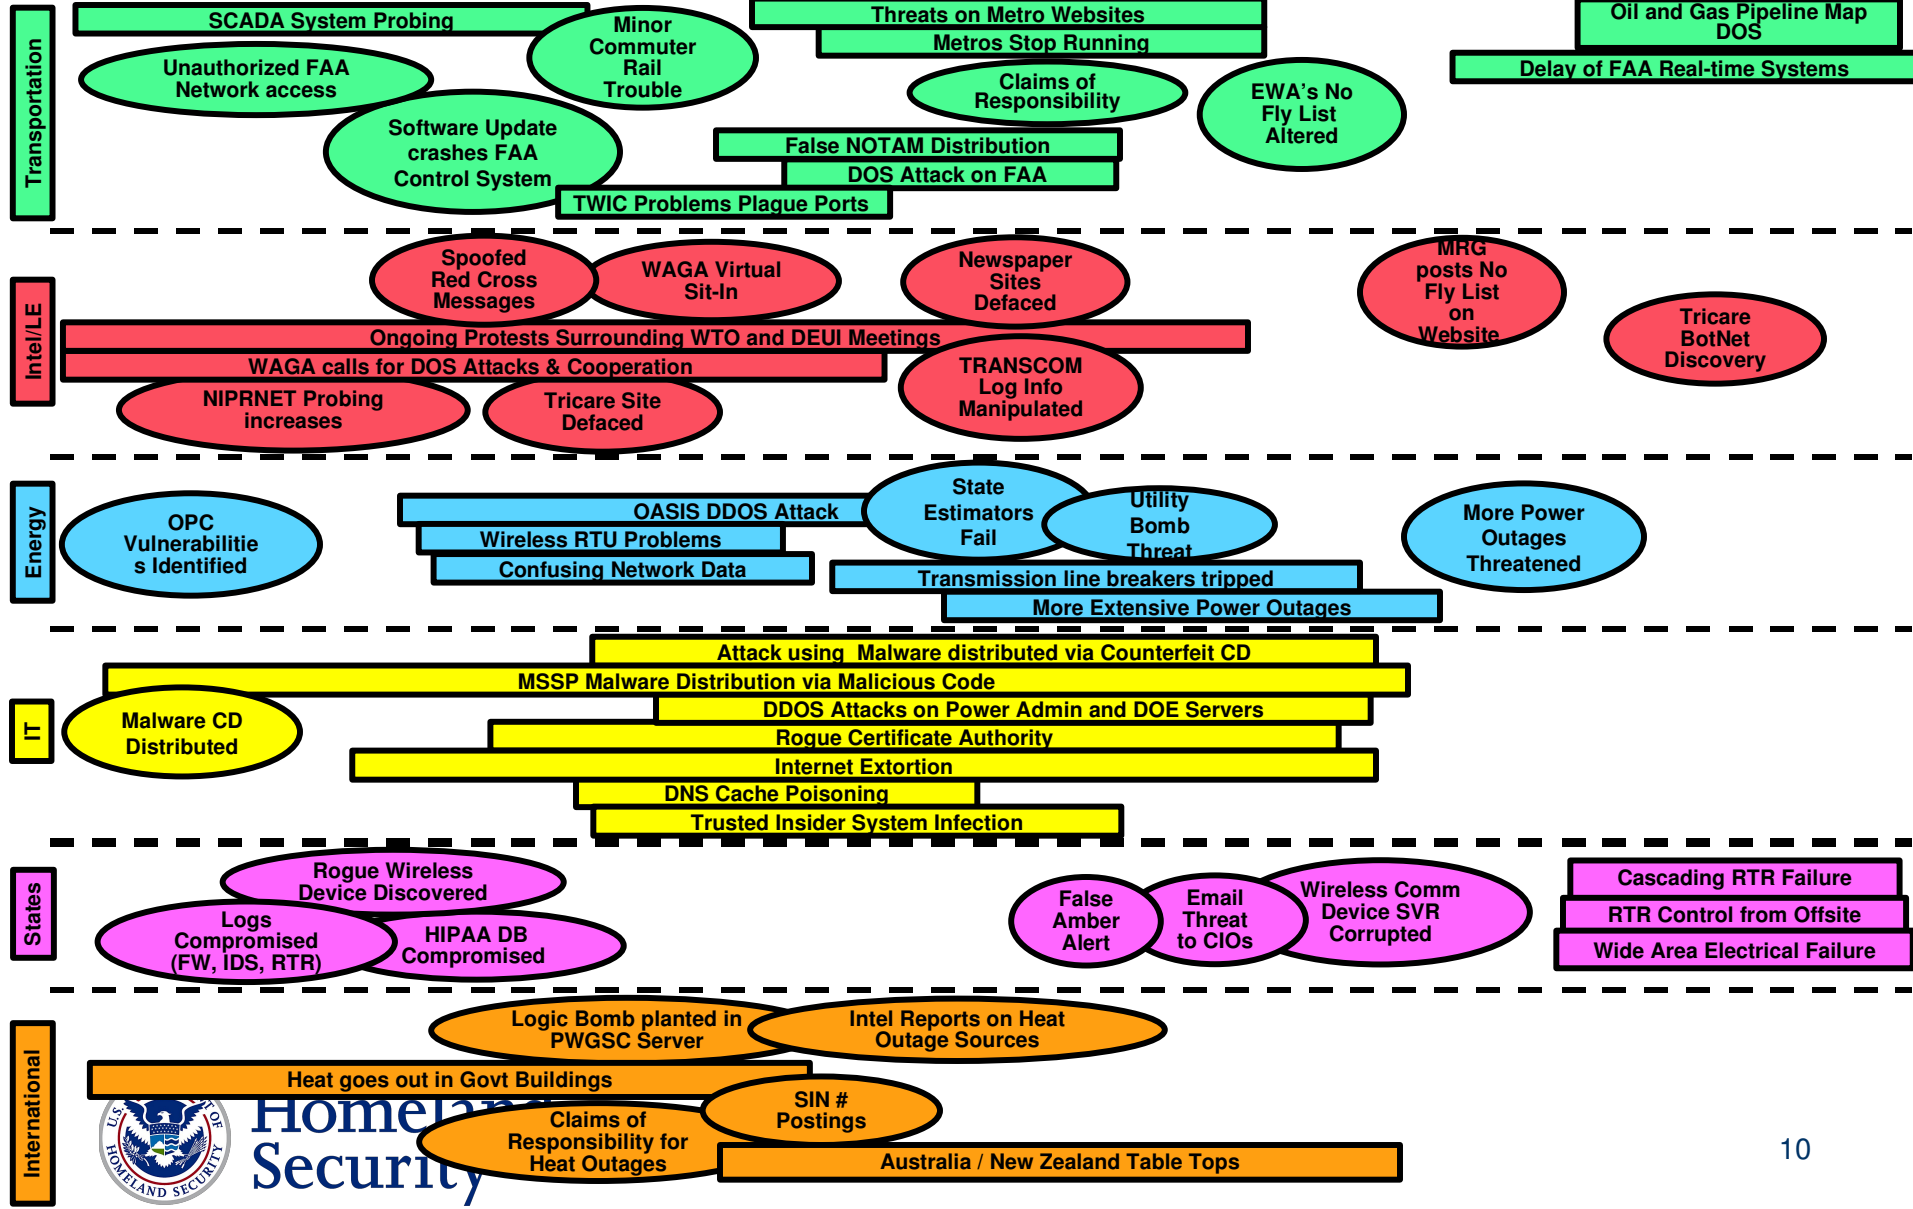 Transportation
SCADA System Probing
Unauthorized FAA
Network access
Software Update
crashes FAA
Control System
Minor
Commuter
Rail
Trouble
Threats on Metro Websites
Metros Stop Running
Claims of
Responsibility
False NOTAM Distribution
DOS Attack on FAA
TWIC Problems Plague Ports
EWA's No
Fly List
Altered
Oil and Gas Pipeline Map
DOS
Delay of FAA Real-time Systems
Intel/LE
Spoofed
Red Cross
Messages
WAGA Virtual
Sit-In
Newspaper
Sites
Defaced
MRG
posts No
Fly List
on
Website
Tricare
BotNet
Discovery
Ongoing Protests Surrounding WTO and DEUI Meetings
WAGA calls for DOS Attacks & Cooperation
NIPRNET Probing
increases
Tricare Site
Defaced
TRANSCOM
Log Info
Manipulated
Energy
OPC
Vulnerabilitie
s Identified
OASIS DDOS Attack
Wireless RTU Problems
Confusing Network Data
State
Estimators
Fail
Utility
Bomb
Threat
Transmission line breakers tripped
More Extensive Power Outages
More Power
Outages
Threatened
IT
Malware CD
Distributed
Attack using Malware distributed via Counterfeit CD
MSSP Malware Distribution via Malicious Code
DDOS Attacks on Power Admin and DOE Servers
Rogue Certificate Authority
Internet Extortion
DNS Cache Poisoning
Trusted Insider System Infection
States
Rogue Wireless
Device Discovered
Logs
Compromised
(FW, IDS, RTR)
HIPAA DB
Compromised
False
Amber
Alert
Email
Threat
to CIOs
Wireless Comm
Device SVR
Corrupted
Cascading RTR Failure
RTR Control from Offsite
Wide Area Electrical Failure
International
Logic Bomb planted in
PWGSC Server
Intel Reports on Heat
Outage Sources
Heat goes out in Govt Buildings
SIN #
Postings
Claims of
Responsibility for
Heat Outages
Australia / New Zealand Table Tops
Homeland
Security
HOMELAND SECURITY
10